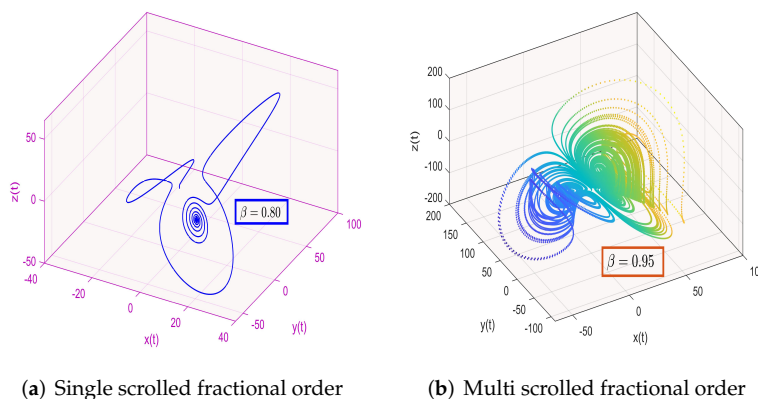 50
0
-50
z(t)
-40
-20
0
20
40
x(t)
-50
0
50
100
y(t)
β = 0.80
200
100
0
-100
-200
z(t)
200
150
100
50
0
-50
-100
y(t)
-50
0
50
10
x(t)
β = 0.95
(a) Single scrolled fractional order
(b) Multi scrolled fractional order